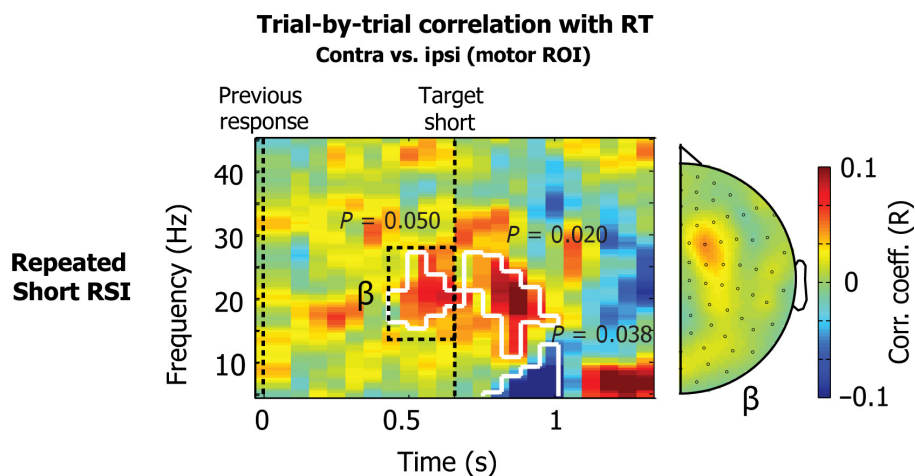 Trial-by-trial correlation with RT
Contra vs. ipsi (motor ROI)
Previous
response
Target
short
Repeated
Short RSI
Frequency (Hz)
40
30
20
10
P = 0.050
P = 0.020
P = 0.038
β
0
0.5
1
Time (s)
β
0.1
0
−0.1
Corr. coeff. (R)